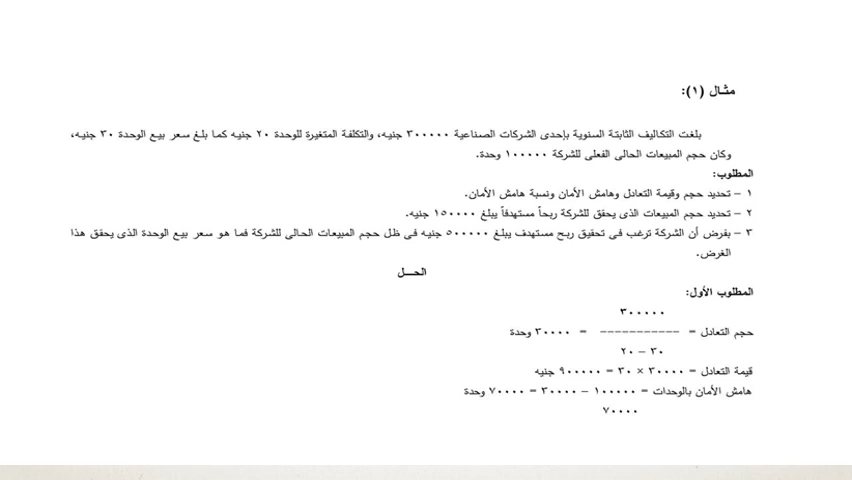 مثـال (١):
بلغت التكاليف الثابتة السنوية بإحدى الشركات الصناعية ٣٠٠٠٠٠ جنيه، والتكلفة المتغيرة للوحدة ٢٠ جنيه كما بلغ سعر بيع الوحدة ٣٠ جنيه،
وكان حجم المبيعات الحالى الفعلى للشركة ١٠٠٠٠٠ وحدة.
المطلوب:
١ – تحديد حجم وقيمة التعادل وهامش الأمان ونسبة هامش الأمان.
٢ – تحديد حجم المبيعات الذى يحقق للشركة ربحاً مستهدفاً يبلغ ١٥٠٠٠٠ جنيه.
٣ – بفرض أن الشركة ترغب فى تحقيق ربح مستهدف يبلغ ٥٠٠٠٠٠ جنيه فى ظل حجم المبيعات الحالى للشركة فما هو سعر بيع الوحدة الذى يحقق هذا
الغرض.
الحـــل
المطلوب الأول:
٣٠٠٠٠٠
حجم التعادل = ----------- = ٣٠٠٠٠ وحدة
٣٠ – ٢٠
قيمة التعادل = ٣٠٠٠٠ × ٣٠ = ٩٠٠٠٠٠ جنيه
هامش الأمان بالوحدات = ١٠٠٠٠٠ – ٣٠٠٠٠ = ٧٠٠٠٠ وحدة
٧٠٠٠٠